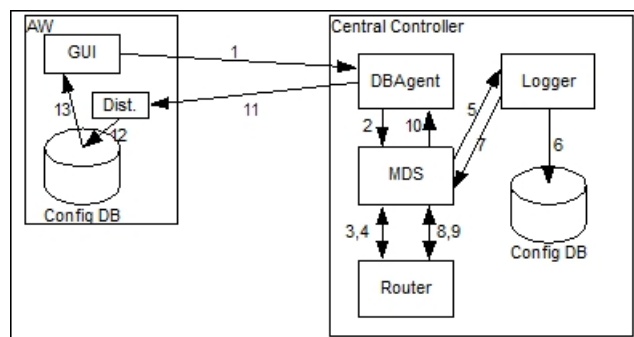 AW
GUI
13
Dist.
12
Config DB
1
11
Central Controller
DBAgent
2
10
MDS
3,4
8,9
Router
5
7
Logger
6
Config DB